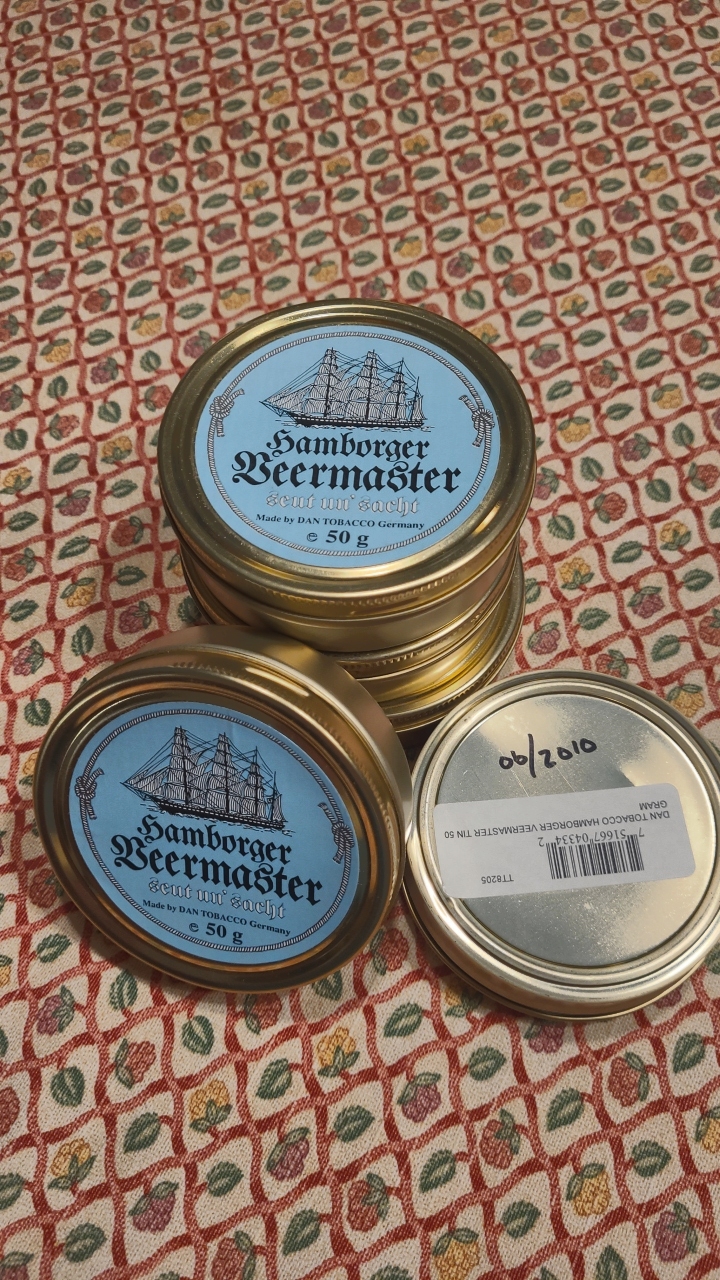 Hamborger
Veermaster
seut un' sacht
Made by DAN TOBACCO Germany
℮ 50 g
Hamborger
Veermaster
seut un' sacht
Made by DAN TOBACCO Germany
℮ 50 g
06/2010
TT8205
7 51667 04334 2
DAN TOBACCO HAMBORGER VEERMASTER TIN 50
GRAM